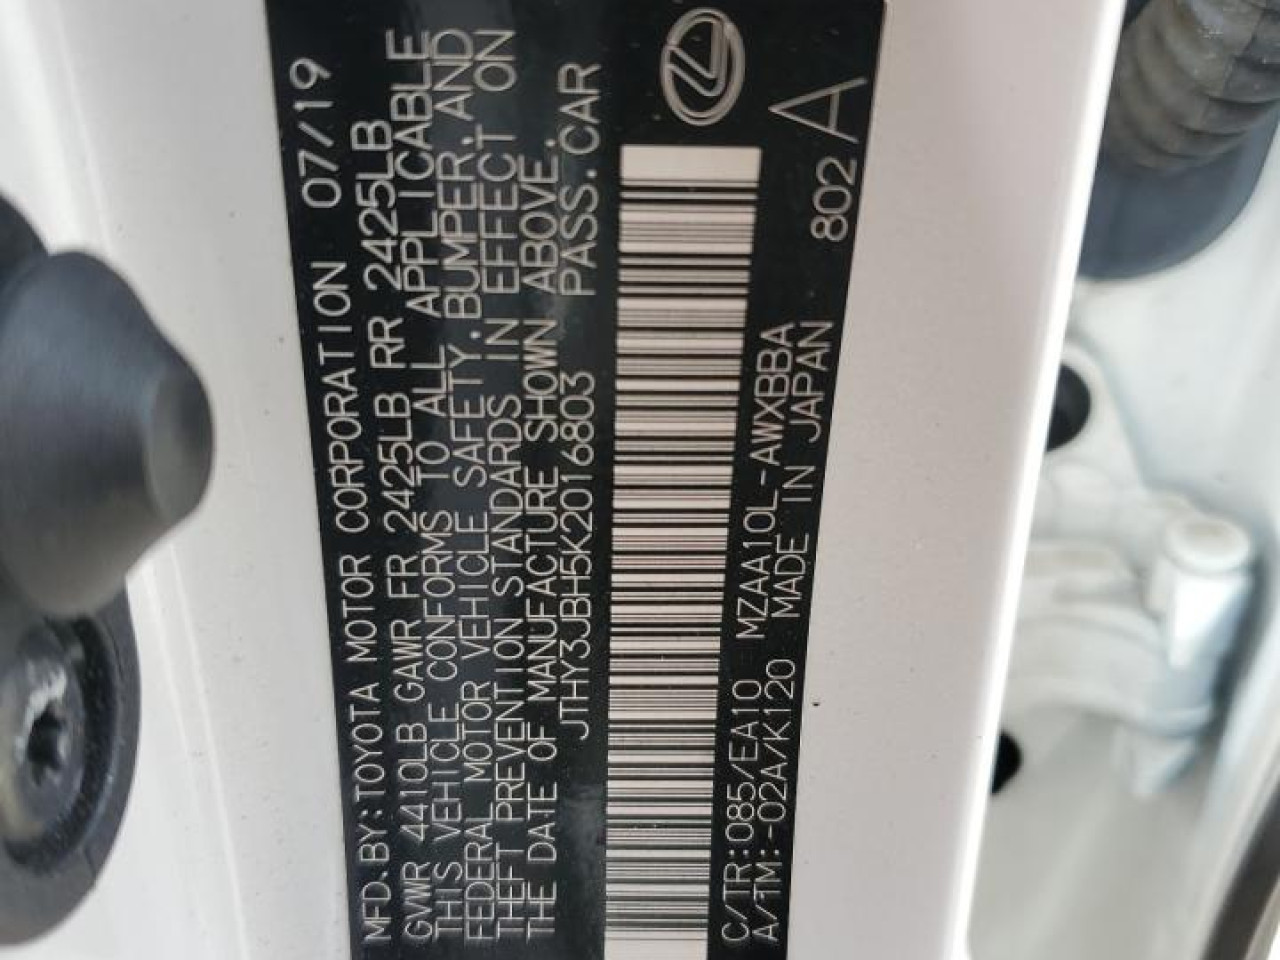 MFD.BY:TOYOTA MOTOR CORPORATION 07/19
GVWR 4410LB GAWR FR 2425LB RR 2425LB
THIS VEHICLE CONFORMS TO ALL APPLICABLE
FEDERAL MOTOR VEHICLE SAFETY, BUMPER, AND
THEFT PREVENTION STANDARDS IN EFFECT ON
THE DATE OF MANUFACTURE SHOWN ABOVE.
JTHY3JBH5K2016803 PASS.CAR
C/TR:085/EA10 MZAA10L-AWXBBA 802
A/TM:-02A/K120 MADE IN JAPAN A